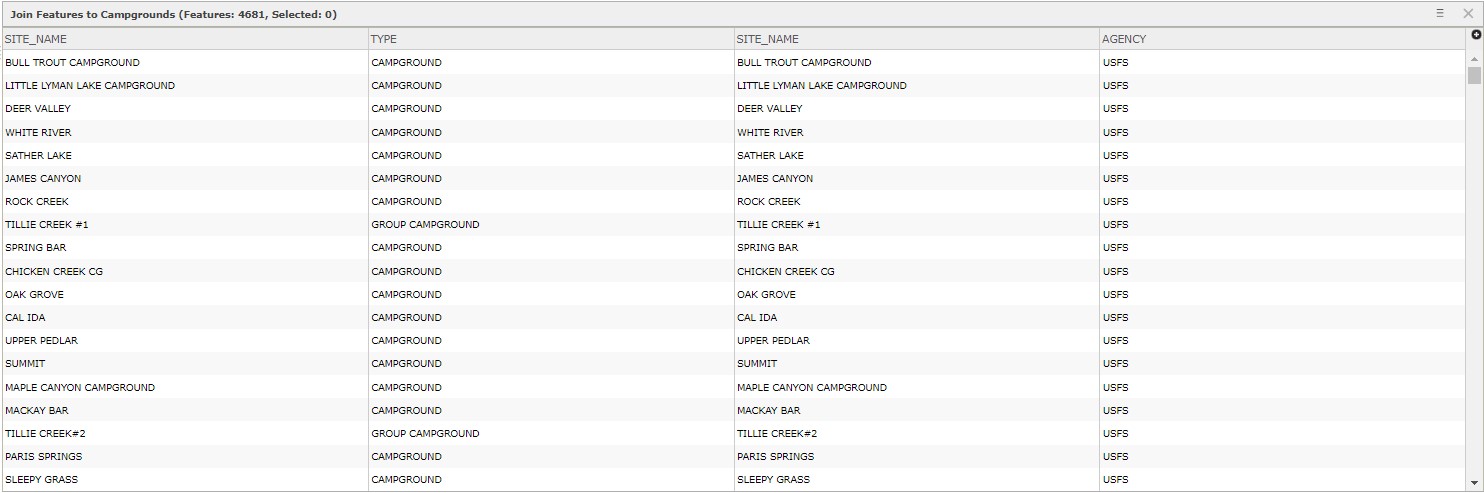 Join Features to Campgrounds (Features: 4681, Selected: 0)
SITE_NAME TYPE SITE_NAME AGENCY
BULL TROUT CAMPGROUND CAMPGROUND BULL TROUT CAMPGROUND USFS
LITTLE LYMAN LAKE CAMPGROUND CAMPGROUND LITTLE LYMAN LAKE CAMPGROUND USFS
DEER VALLEY CAMPGROUND DEER VALLEY USFS
WHITE RIVER CAMPGROUND WHITE RIVER USFS
SATHER LAKE CAMPGROUND SATHER LAKE USFS
JAMES CANYON CAMPGROUND JAMES CANYON USFS
ROCK CREEK CAMPGROUND ROCK CREEK USFS
TILLIE CREEK #1 GROUP CAMPGROUND TILLIE CREEK #1 USFS
SPRING BAR CAMPGROUND SPRING BAR USFS
CHICKEN CREEK CG CAMPGROUND CHICKEN CREEK CG USFS
OAK GROVE CAMPGROUND OAK GROVE USFS
CAL IDA CAMPGROUND CAL IDA USFS
UPPER PEDLAR CAMPGROUND UPPER PEDLAR USFS
SUMMIT CAMPGROUND SUMMIT USFS
MAPLE CANYON CAMPGROUND CAMPGROUND MAPLE CANYON CAMPGROUND USFS
MACKAY BAR CAMPGROUND MACKAY BAR USFS
TILLIE CREEK#2 GROUP CAMPGROUND TILLIE CREEK#2 USFS
PARIS SPRINGS CAMPGROUND PARIS SPRINGS USFS
SLEEPY GRASS CAMPGROUND SLEEPY GRASS USFS